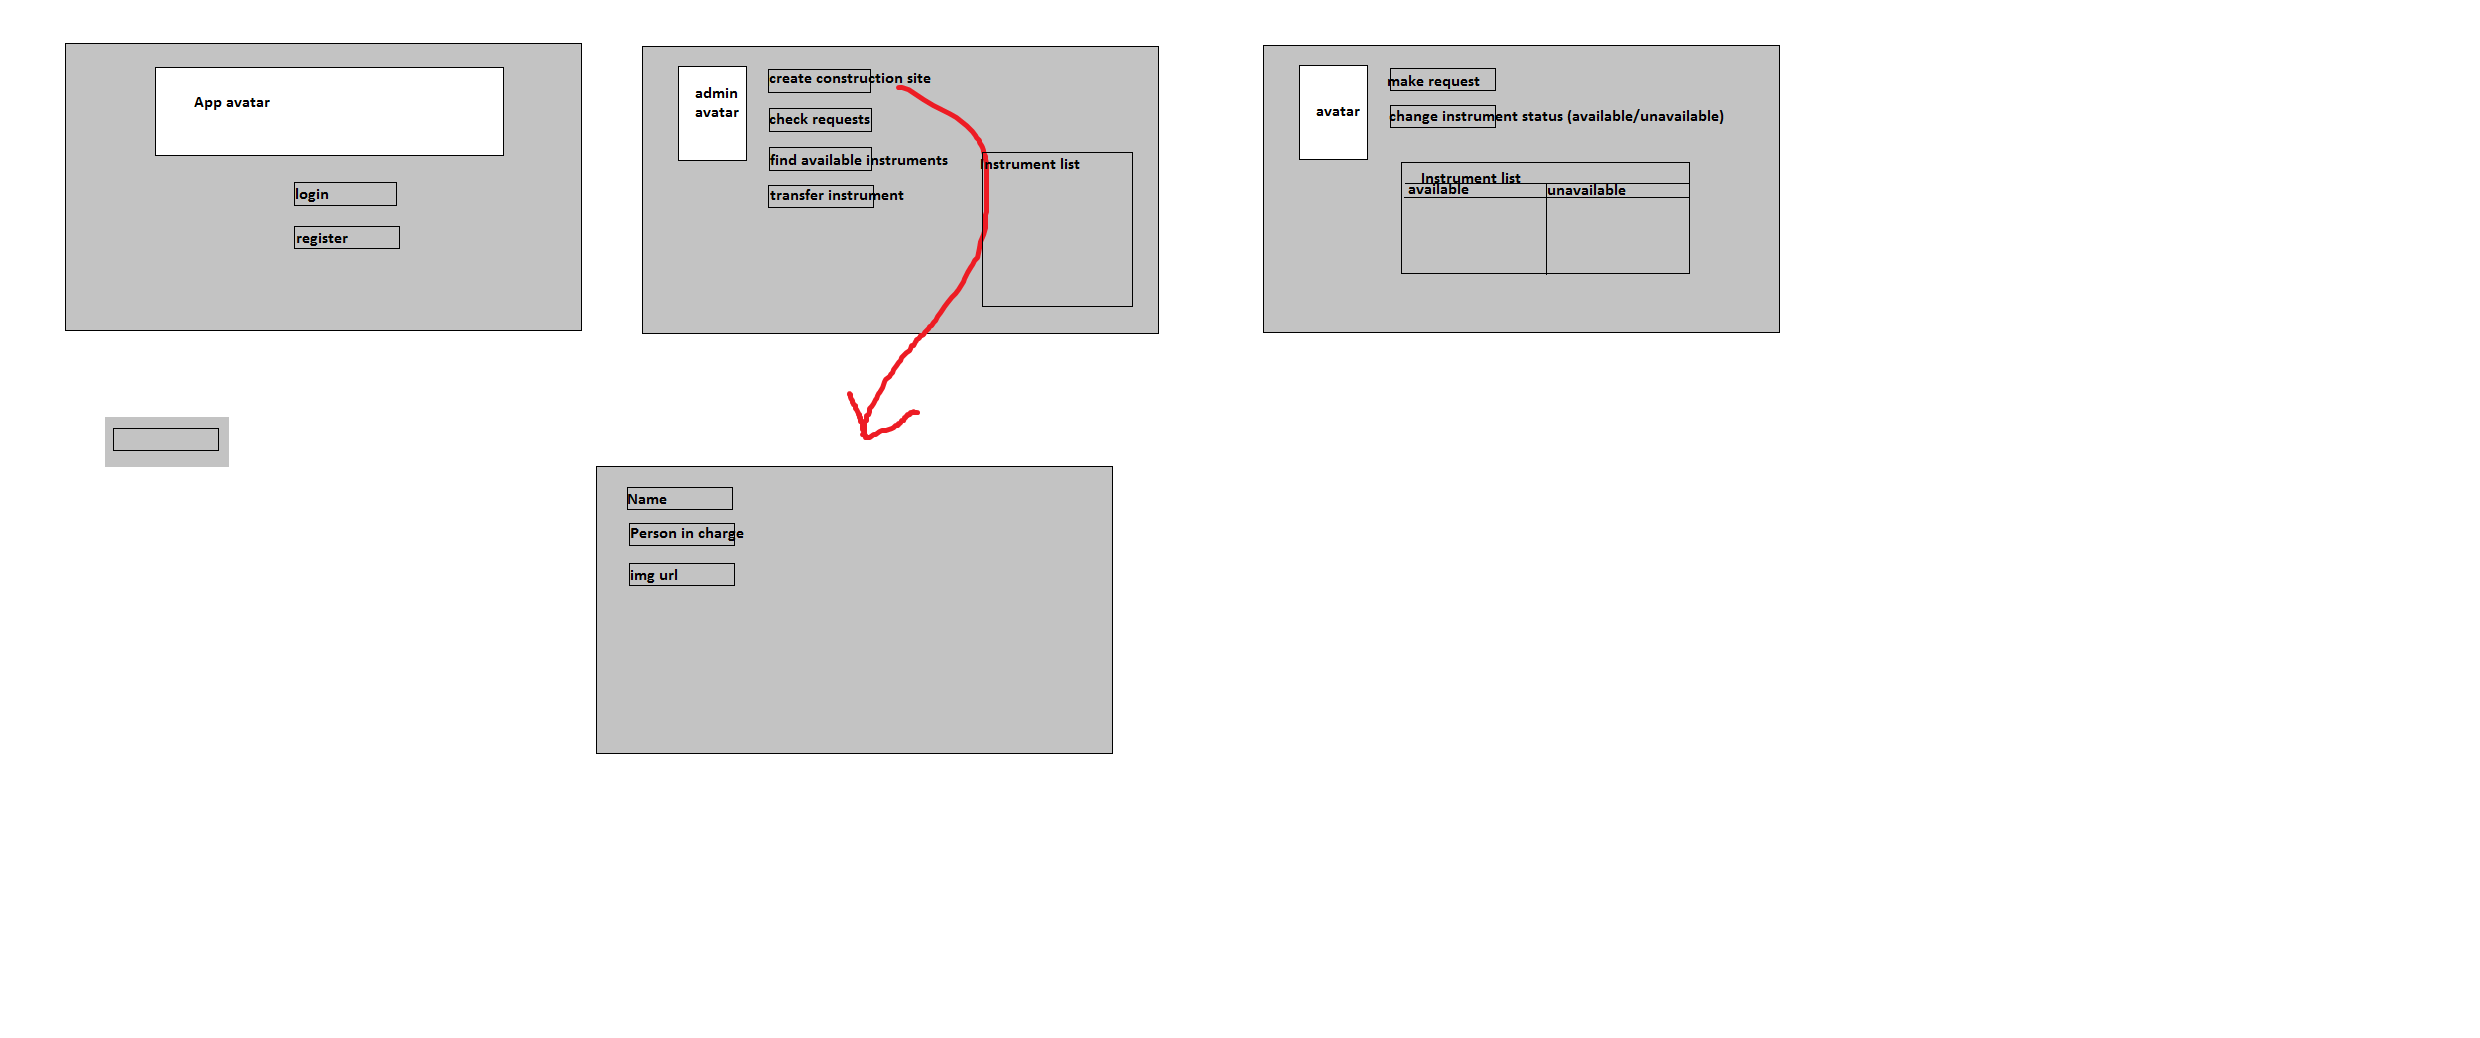 App avatar
login
register
admin
avatar
create construction site
check requests
find available instruments
transfer instrument
Instrument list
avatar
make request
change instrument status (available/unavailable)
Instrument list
available
unavailable
Name
Person in charge
img url